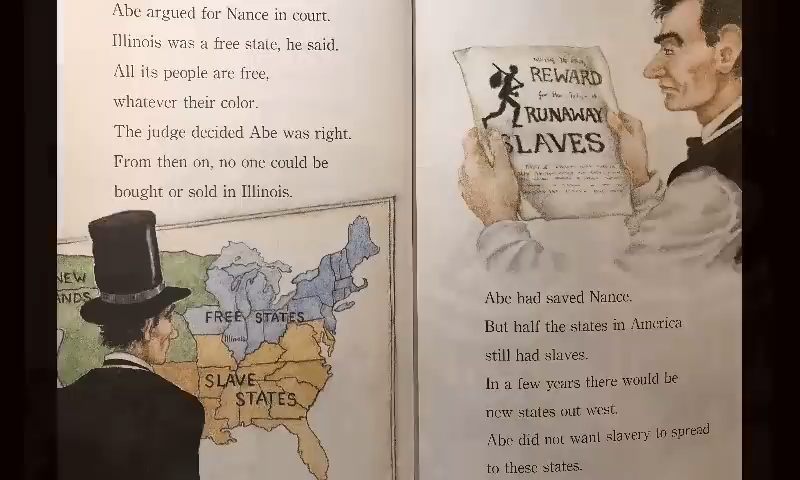 Abe argued for Nance in court.
Illinois was a free state, he said.
All its people are free,
whatever their color.
The judge decided Abe was right.
From then on, no one could be
bought or sold in Illinois.
NEW
ANDS
FREE STATES
Illinois
SLAVE
STATES
REWARD
for the
RUNAWAY
SLAVES
Abe had saved Nance.
But half the states in America
still had slaves.
In a few years there would be
new states out west.
Abe did not want slavery to spread
to these states.